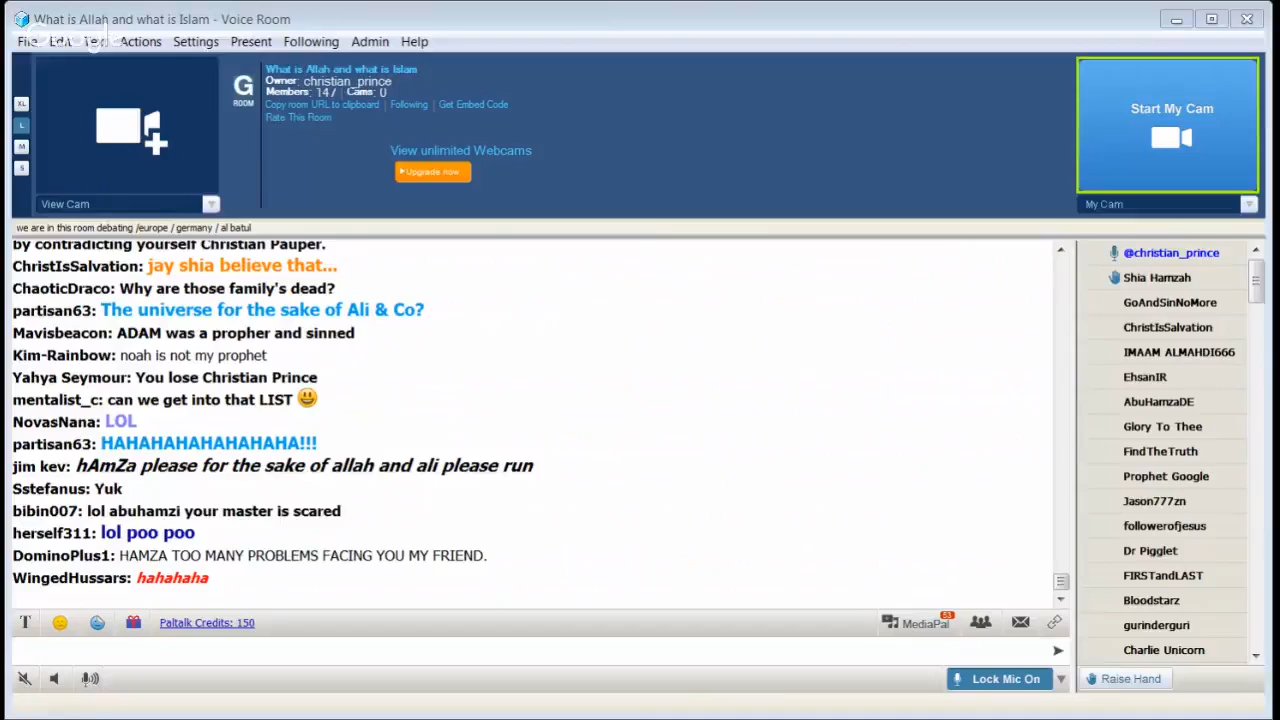 What is Allah and what is Islam - Voice Room
File Edit Text Actions Settings Present Following Admin Help
Google
XL
L
M
S
View Cam
G
ROOM
What is Allah and what is Islam
Owner: christian_prince
Members: 147 Cams: 0
Copy room URL to clipboard | Following | Get Embed Code
Rate This Room
View unlimited Webcams
Upgrade now
Start My Cam
My Cam
we are in this room debating /europe / germany / al batul
by contradicting yourself Christian Pauper.
ChristIsSalvation: jay shia believe that...
ChaoticDraco: Why are those family's dead?
partisan63: The universe for the sake of Ali & Co?
Mavisbeacon: ADAM was a propher and sinned
Kim-Rainbow: noah is not my prophet
Yahya Seymour: You lose Christian Prince
mentalist_c: can we get into that LIST 😃
NovasNana: LOL
partisan63: HAHAHAHAHAHAHAHA!!!
jim kev: hAmZa please for the sake of allah and ali please run
Sstefanus: Yuk
bibin007: lol abuhamzi your master is scared
herself311: lol poo poo
DominoPlus1: HAMZA TOO MANY PROBLEMS FACING YOU MY FRIEND.
WingedHussars: hahahaha
@christian_prince
Shia Hamzah
GoAndSinNoMore
ChristIsSalvation
IMAAM ALMAHDI666
EhsanIR
AbuHamzaDE
Glory To Thee
FindTheTruth
Prophet Google
Jason777zn
followerofjesus
Dr Pigglet
FIRSTandLAST
Bloodstarz
gurinderguri
Charlie Unicorn
T
Paltalk Credits: 150
MediaPal
53
Lock Mic On
Raise Hand